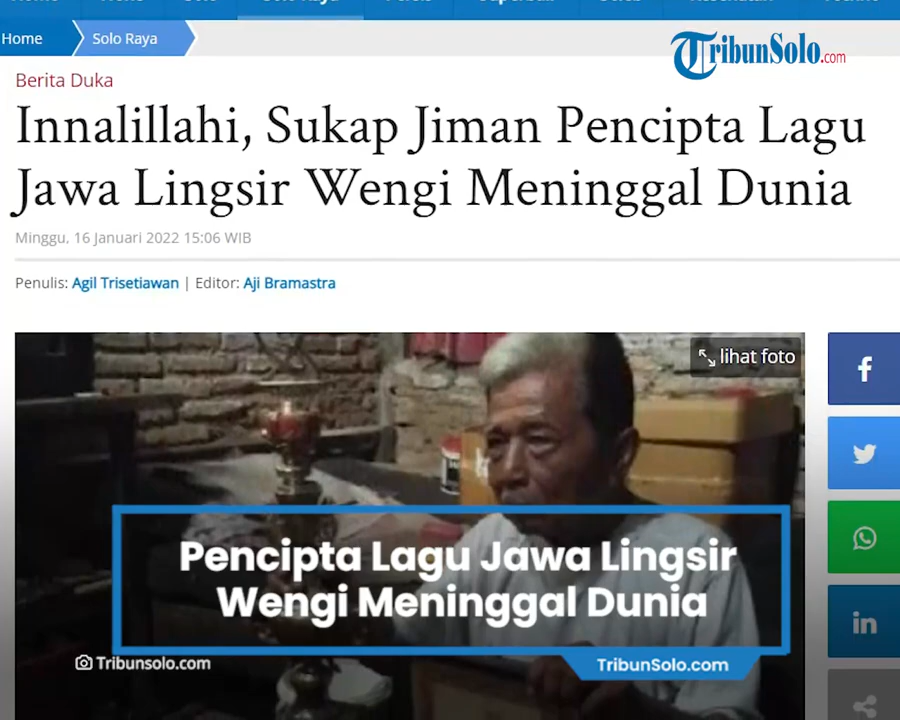 Home
Solo Raya
TribunSolo.com
Berita Duka
Innalillahi, Sukap Jiman Pencipta Lagu
Jawa Lingsir Wengi Meninggal Dunia
Minggu, 16 Januari 2022 15:06 WIB
Penulis: Agil Trisetiawan | Editor: Aji Bramastra
lihat foto
Pencipta Lagu Jawa Lingsir
Wengi Meninggal Dunia
Tribunsolo.com
TribunSolo.com